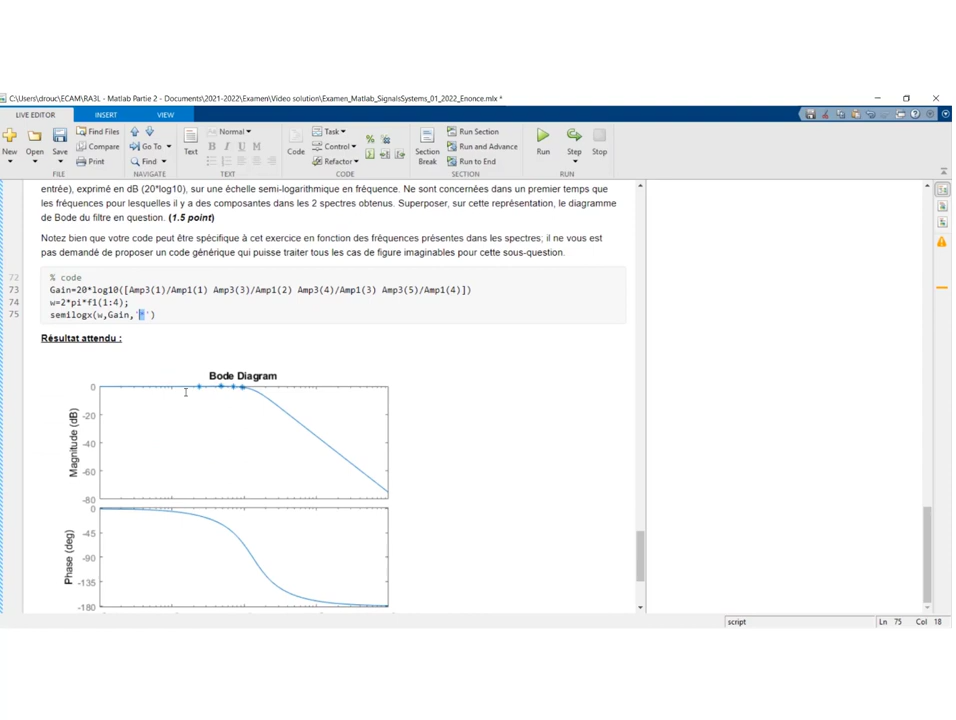 C:\Users\drouc\ECAM\RA3L - Matlab Partie 2 - Documents\2021-2022\Examen\Video solution\Examen_Matlab_SignalsSystems_01_2022_Enonce.mlx *
LIVE EDITOR INSERT VIEW
New Open Save Find Files Compare Print
Go To Find
Text Normal B I U M
Code Task Control Refactor
Section Break Run Section Run and Advance Run to End
Run Step Stop
FILE NAVIGATE TEXT CODE SECTION RUN
entrée), exprimé en dB (20*log10), sur une échelle semi-logarithmique en fréquence. Ne sont concernées dans un premier temps que
les fréquences pour lesquelles il y a des composantes dans les 2 spectres obtenus. Superposer, sur cette représentation, le diagramme
de Bode du filtre en question. (1.5 point)
Notez bien que votre code peut être spécifique à cet exercice en fonction des fréquences présentes dans les spectres; il ne vous est
pas demandé de proposer un code générique qui puisse traiter tous les cas de figure imaginables pour cette sous-question.
72 % code
73 Gain=20*log10([Amp3(1)/Amp1(1) Amp3(3)/Amp1(2) Amp3(4)/Amp1(3) Amp3(5)/Amp1(4)])
74 w=2*pi*f1(1:4);
75 semilogx(w,Gain,'*')
Résultat attendu :
Bode Diagram
Magnitude (dB)
0
-20
-40
-60
-80
Phase (deg)
0
-45
-90
-135
-180
script Ln 75 Col 18